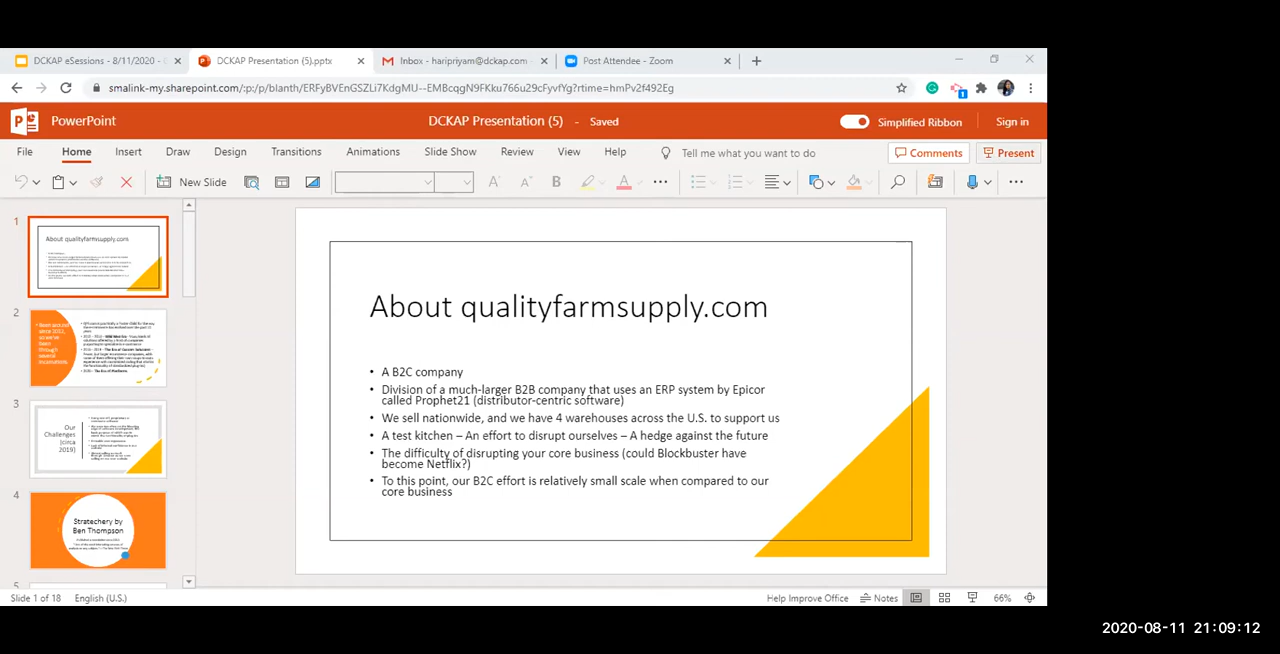 DCKAP eSessions - 8/11/2020 -
DCKAP Presentation (5).pptx
Inbox - haripriyam@dckap.com -
Post Attendee - Zoom
smalink-my.sharepoint.com/:p:/p/blanth/ERFyBVEnGSZLi7KdgMU--EMBcqgN9FKku766u29cFyvfYg?rtime=hmPv2f492Eg
PowerPoint
DCKAP Presentation (5) - Saved
Simplified Ribbon
Sign in
File Home Insert Draw Design Transitions Animations Slide Show Review View Help
Tell me what you want to do
Comments
Present
New Slide
1
About qualityfarmsupply.com
2
3
Our
Challenges
(circa
2019)
4
Stratechery by
Ben Thompson
5
About qualityfarmsupply.com
• A B2C company
• Division of a much-larger B2B company that uses an ERP system by Epicor
called Prophet21 (distributor-centric software)
• We sell nationwide, and we have 4 warehouses across the U.S. to support us
• A test kitchen – An effort to disrupt ourselves – A hedge against the future
• The difficulty of disrupting your core business (could Blockbuster have
become Netflix?)
• To this point, our B2C effort is relatively small scale when compared to our
core business
Slide 1 of 18 English (U.S.)
Help Improve Office Notes 66%
2020-08-11 21:09:12